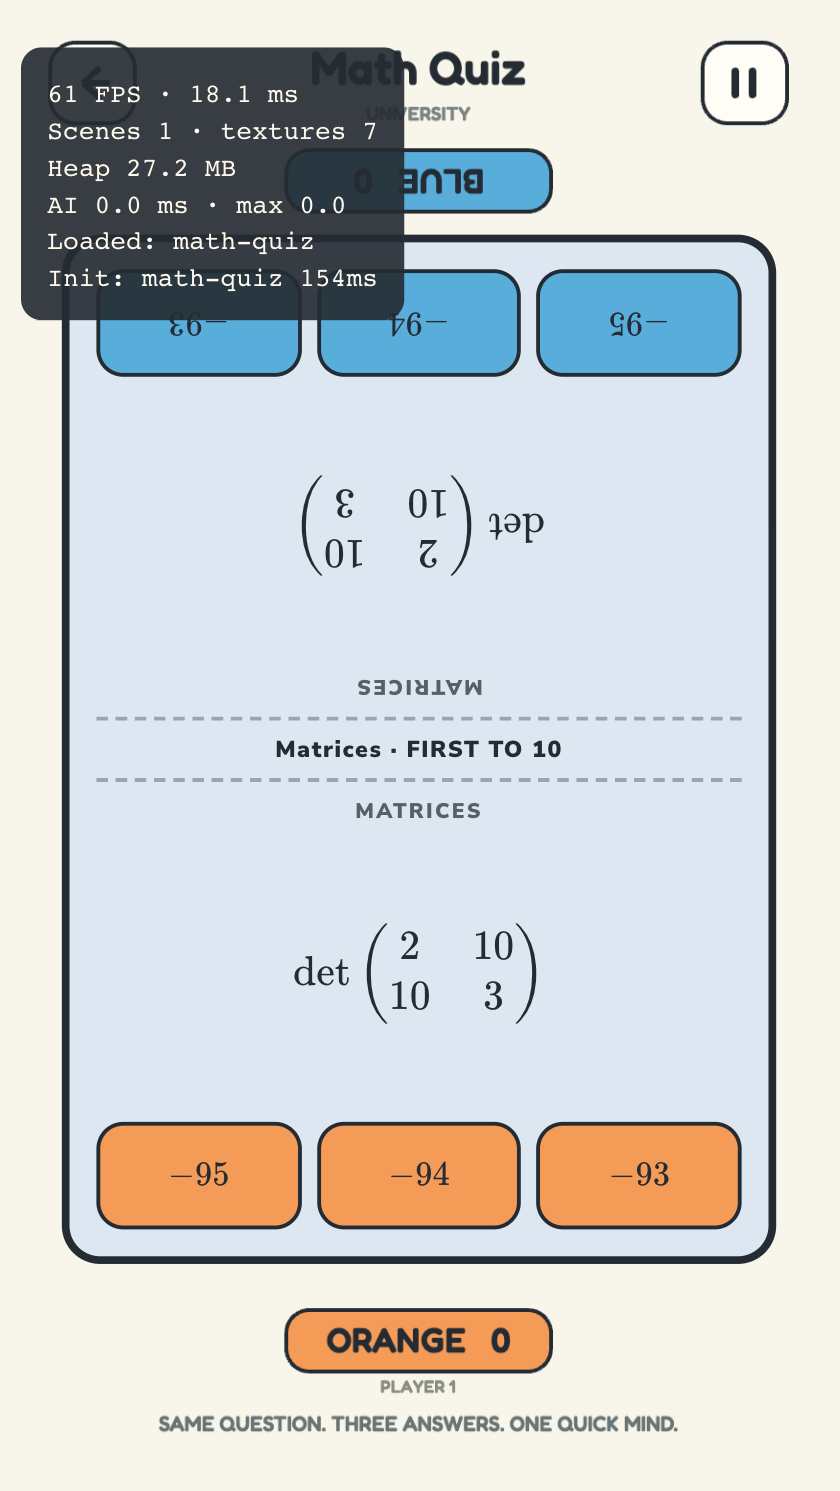 Math Quiz
UNIVERSITY
61 FPS · 18.1 ms
Scenes 1 · textures 7
Heap 27.2 MB
AI 0.0 ms · max 0.0
Loaded: math-quiz
Init: math-quiz 154ms
BLUE 0
−93 −94 −95
det ( 2 10
10 3 )
MATRICES
Matrices · FIRST TO 10
MATRICES
det ( 2 10
10 3 )
−95 −94 −93
ORANGE 0
PLAYER 1
SAME QUESTION. THREE ANSWERS. ONE QUICK MIND.